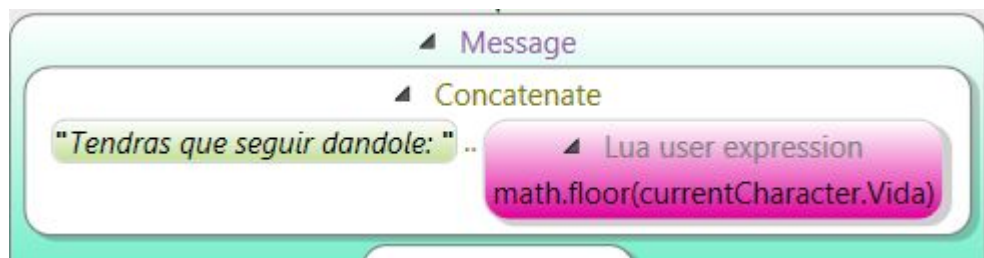 Message
Concatenate
"Tendras que seguir dandole: " .. Lua user expression
math.floor(currentCharacter.Vida)